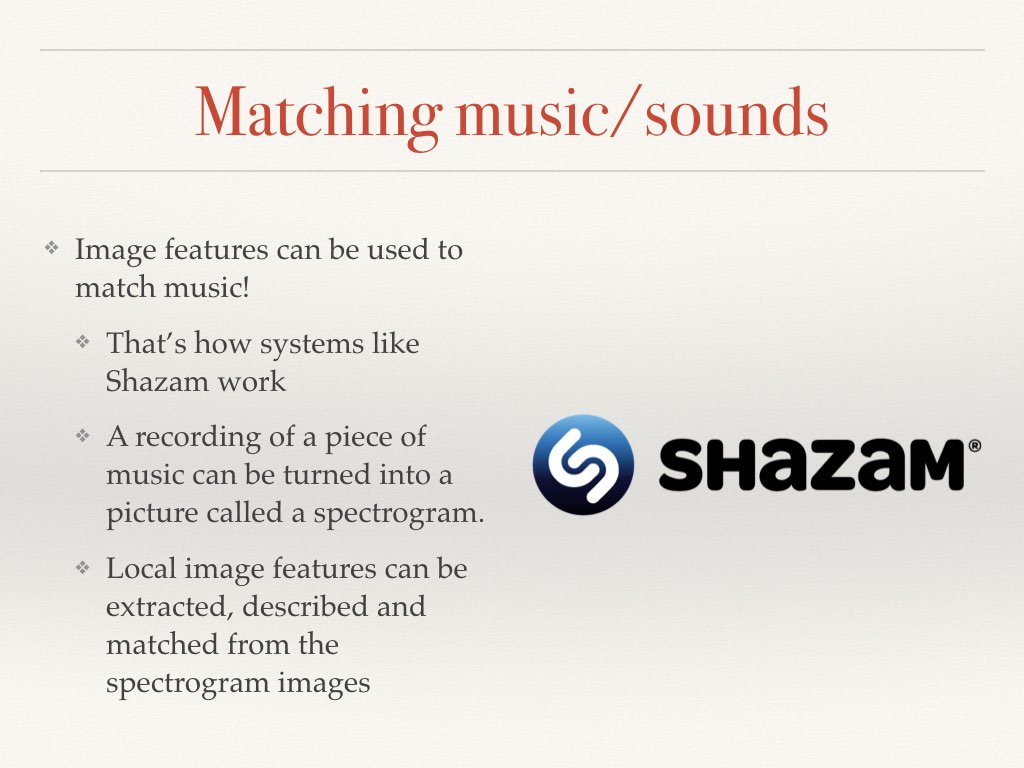 Matching music/sounds
❖ Image features can be used to
match music!
❖ That’s how systems like
Shazam work
❖ A recording of a piece of
music can be turned into a
picture called a spectrogram.
❖ Local image features can be
extracted, described and
matched from the
spectrogram images
SHAZAM®